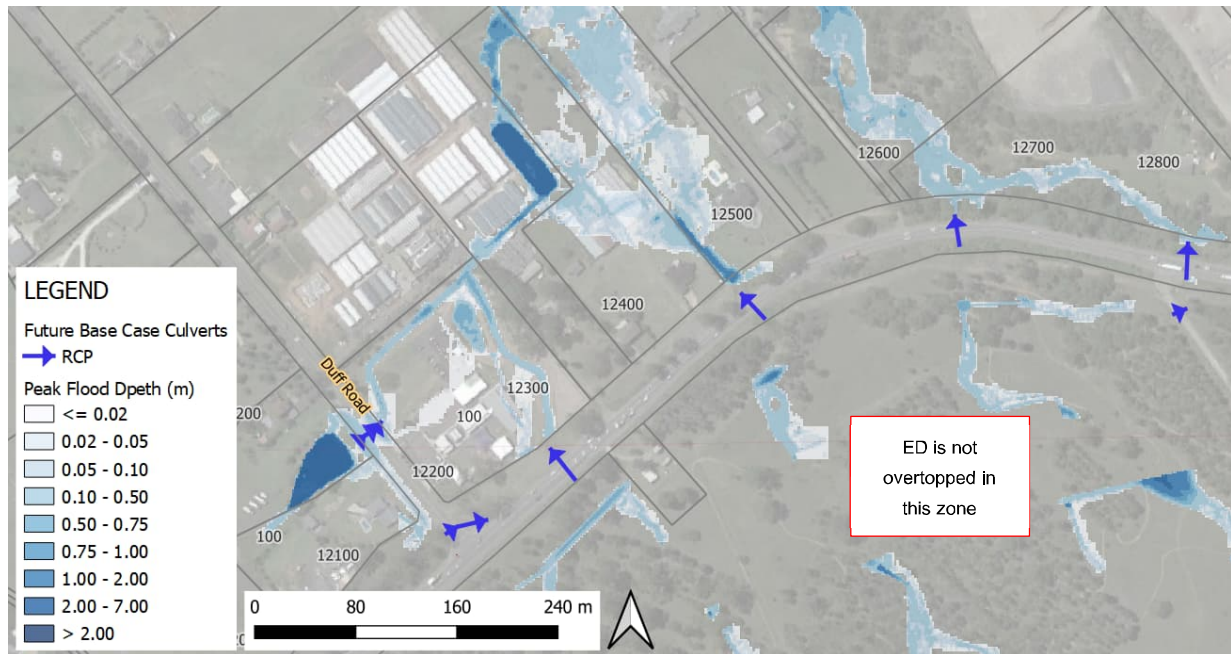 12600
12700
12800
12500
12400
12300
Duff Road
200
100
12200
100
12100
LEGEND
Future Base Case Culverts
RCP
Peak Flood Dpeth (m)
<= 0.02
0.02 - 0.05
0.05 - 0.10
0.10 - 0.50
0.50 - 0.75
0.75 - 1.00
1.00 - 2.00
2.00 - 7.00
> 2.00
0 80 160 240 m
ED is not
overtopped in
this zone